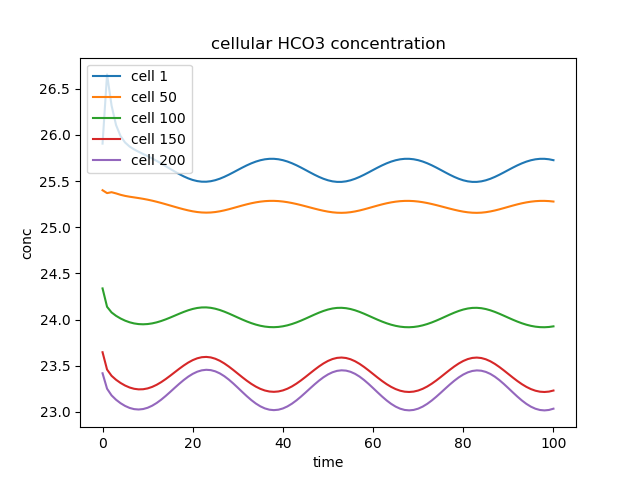 cellular HCO3 concentration
cell 1
cell 50
cell 100
cell 150
cell 200
26.5
26.0
25.5
25.0
24.5
24.0
23.5
23.0
conc
0 20 40 60 80 100
time